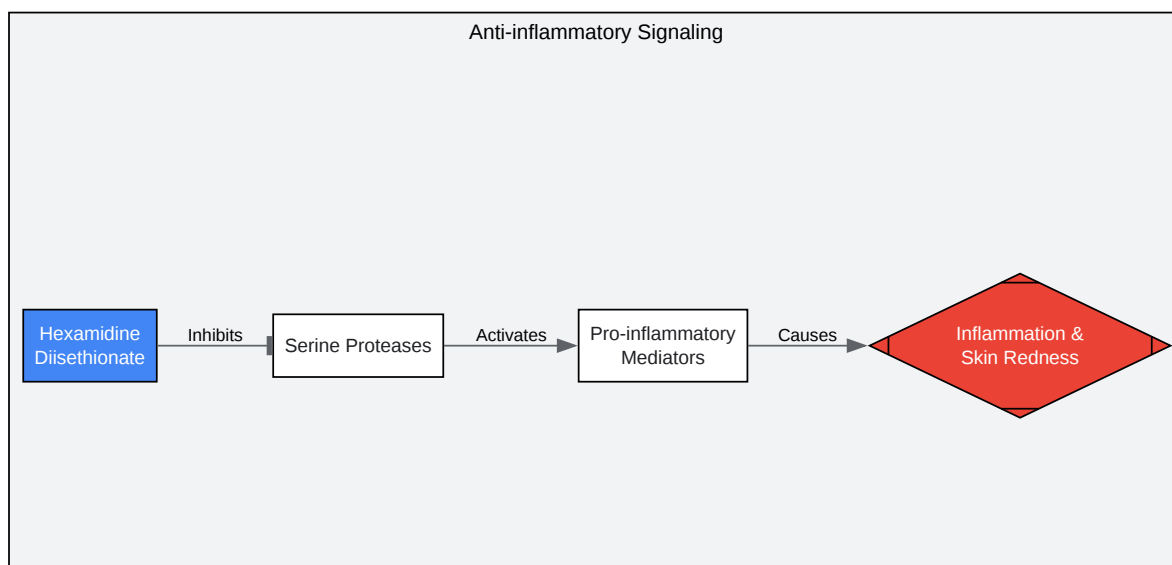 Anti-inflammatory Signaling
Hexamidine
Diisethionate
Inhibits
Serine Proteases
Activates
Pro-inflammatory
Mediators
Causes
Inflammation &
Skin Redness